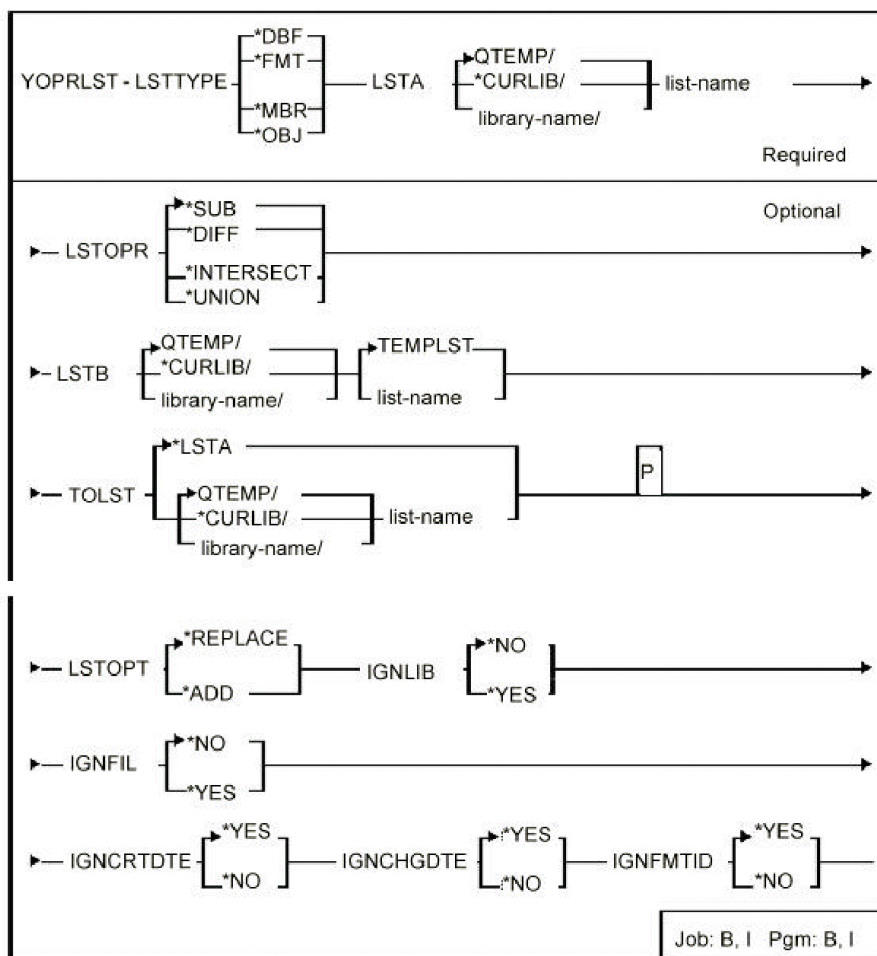 *DBF
*FMT
YOPRLST - LSTTYPE
*MBR
*OBJ
LSTA
QTEMP/
*CURLIB/
library-name/
list-name
Required
Optional
LSTOPR
*SUB
*DIFF
*INTERSECT
*UNION
LSTB
QTEMP/
*CURLIB/
library-name/
TEMPLST
list-name
TOLST
*LSTA
QTEMP/
*CURLIB/
library-name/
list-name
P
LSTOPT
*REPLACE
*ADD
IGNLIB
*NO
*YES
IGNFIL
*NO
*YES
IGNCRTDTE
*YES
*NO
IGNCHGDTE
*YES
*NO
IGNFMTID
*YES
*NO
Job: B, I Pgm: B, I